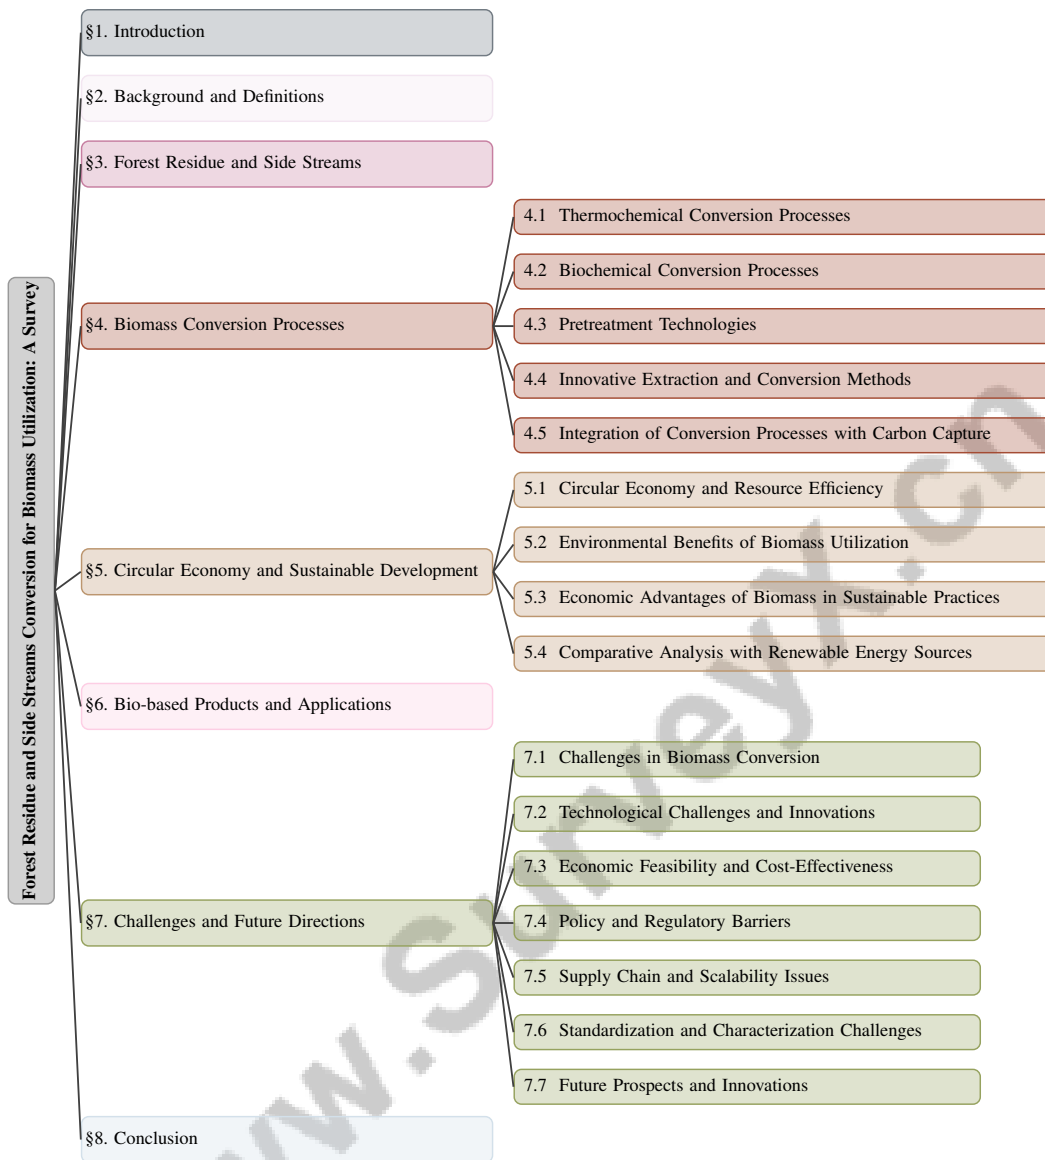 Forest Residue and Side Streams Conversion for Biomass Utilization: A Survey
§1. Introduction
§2. Background and Definitions
§3. Forest Residue and Side Streams
§4. Biomass Conversion Processes
4.1 Thermochemical Conversion Processes
4.2 Biochemical Conversion Processes
4.3 Pretreatment Technologies
4.4 Innovative Extraction and Conversion Methods
4.5 Integration of Conversion Processes with Carbon Capture
§5. Circular Economy and Sustainable Development
5.1 Circular Economy and Resource Efficiency
5.2 Environmental Benefits of Biomass Utilization
5.3 Economic Advantages of Biomass in Sustainable Practices
5.4 Comparative Analysis with Renewable Energy Sources
§6. Bio-based Products and Applications
§7. Challenges and Future Directions
7.1 Challenges in Biomass Conversion
7.2 Technological Challenges and Innovations
7.3 Economic Feasibility and Cost-Effectiveness
7.4 Policy and Regulatory Barriers
7.5 Supply Chain and Scalability Issues
7.6 Standardization and Characterization Challenges
7.7 Future Prospects and Innovations
§8. Conclusion
www.Surveyx.cn